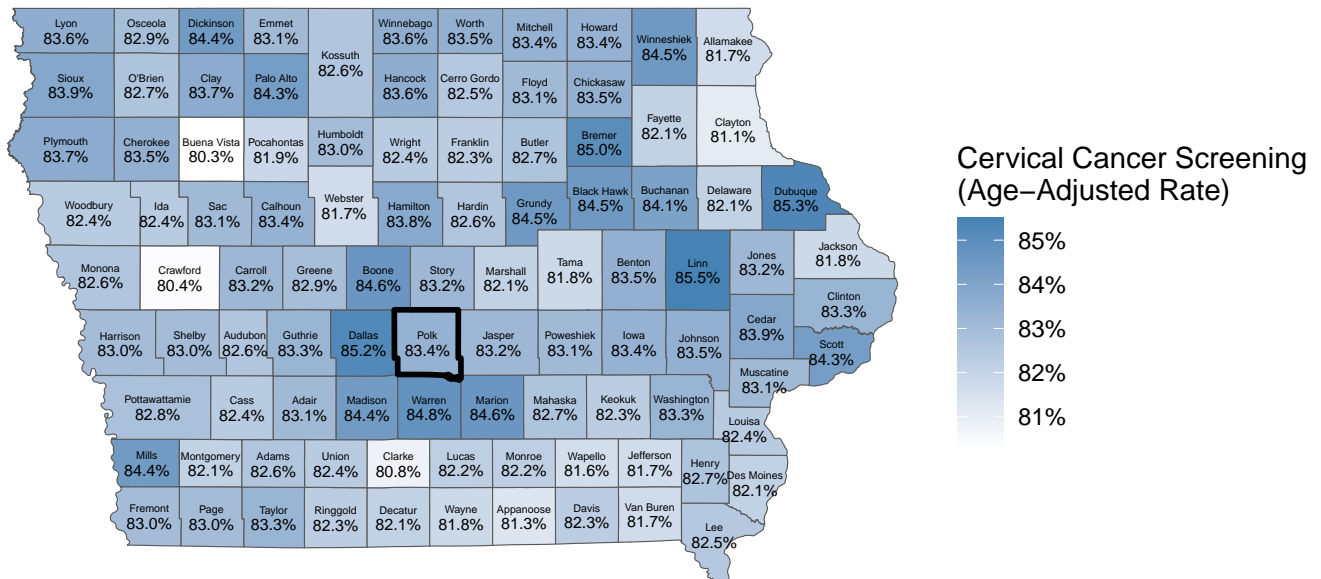 Lyon
83.6%
Osceola
82.9%
Dickinson
84.4%
Emmet
83.1%
Kossuth
82.6%
Winnebago
83.6%
Worth
83.5%
Mitchell
83.4%
Howard
83.4%
Winneshiek
84.5%
Allamakee
81.7%
Sioux
83.9%
O'Brien
82.7%
Clay
83.7%
Palo Alto
84.3%
Hancock
83.6%
Cerro Gordo
82.5%
Floyd
83.1%
Chickasaw
83.5%
Fayette
82.1%
Clayton
81.1%
Plymouth
83.7%
Cherokee
83.5%
Buena Vista
80.3%
Pocahontas
81.9%
Humboldt
83.0%
Wright
82.4%
Franklin
82.3%
Butler
82.7%
Bremer
85.0%
Woodbury
82.4%
Ida
82.4%
Sac
83.1%
Calhoun
83.4%
Webster
81.7%
Hamilton
83.8%
Hardin
82.6%
Grundy
84.5%
Black Hawk
84.5%
Buchanan
84.1%
Delaware
82.1%
Dubuque
85.3%
Monona
82.6%
Crawford
80.4%
Carroll
83.2%
Greene
82.9%
Boone
84.6%
Story
83.2%
Marshall
82.1%
Tama
81.8%
Benton
83.5%
Linn
85.5%
Jones
83.2%
Jackson
81.8%
Clinton
83.3%
Harrison
83.0%
Shelby
83.0%
Audubon
82.6%
Guthrie
83.3%
Dallas
85.2%
Polk
83.4%
Jasper
83.2%
Poweshiek
83.1%
Iowa
83.4%
Johnson
83.5%
Cedar
83.9%
Scott
84.3%
Muscatine
83.1%
Pottawattamie
82.8%
Cass
82.4%
Adair
83.1%
Madison
84.4%
Warren
84.8%
Marion
84.6%
Mahaska
82.7%
Keokuk
82.3%
Washington
83.3%
Louisa
82.4%
Mills
84.4%
Montgomery
82.1%
Adams
82.6%
Union
82.4%
Clarke
80.8%
Lucas
82.2%
Monroe
82.2%
Wapello
81.6%
Jefferson
81.7%
Henry
82.7%
Des Moines
82.1%
Fremont
83.0%
Page
83.0%
Taylor
83.3%
Ringgold
82.3%
Decatur
82.1%
Wayne
81.8%
Appanoose
81.3%
Davis
82.3%
Van Buren
81.7%
Lee
82.5%
Cervical Cancer Screening
(Age−Adjusted Rate)
85%
84%
83%
82%
81%